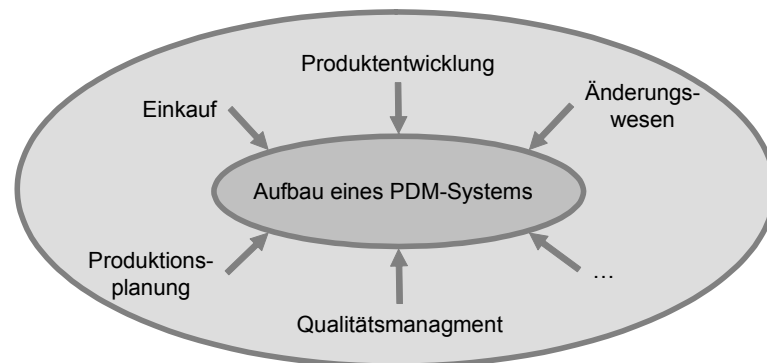 Produktentwicklung
Einkauf
Änderungs-
wesen
Aufbau eines PDM-Systems
Produktions-
planung
…
Qualitätsmanagment